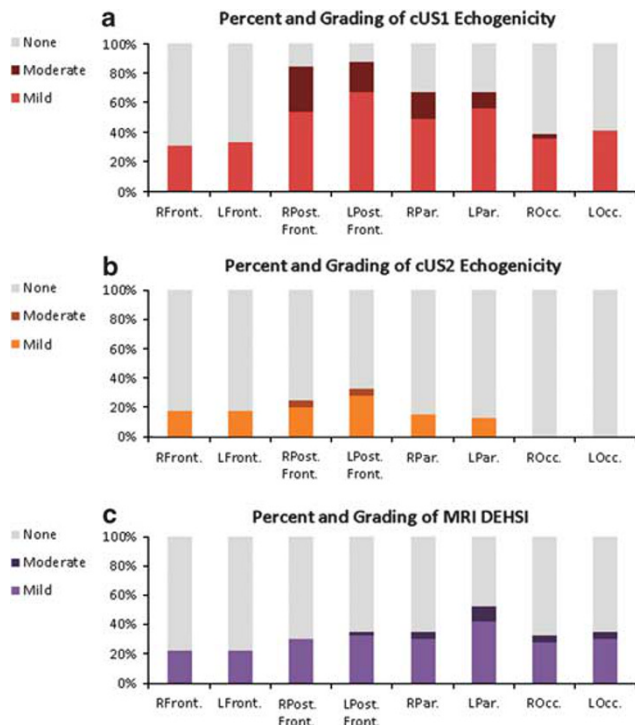 a Percent and Grading of cUS1 Echogenicity
None
Moderate
Mild
100%
80%
60%
40%
20%
0%
RFront. LFront. RPost. Front. LPost. Front. RPar. LPar. ROcc. LOcc.
b Percent and Grading of cUS2 Echogenicity
None
Moderate
Mild
100%
80%
60%
40%
20%
0%
RFront. LFront. RPost. Front. LPost. Front. RPar. LPar. ROcc. LOcc.
c Percent and Grading of MRI DEHSI
None
Moderate
Mild
100%
80%
60%
40%
20%
0%
RFront. LFront. RPost. Front. LPost. Front. RPar. LPar. ROcc. LOcc.